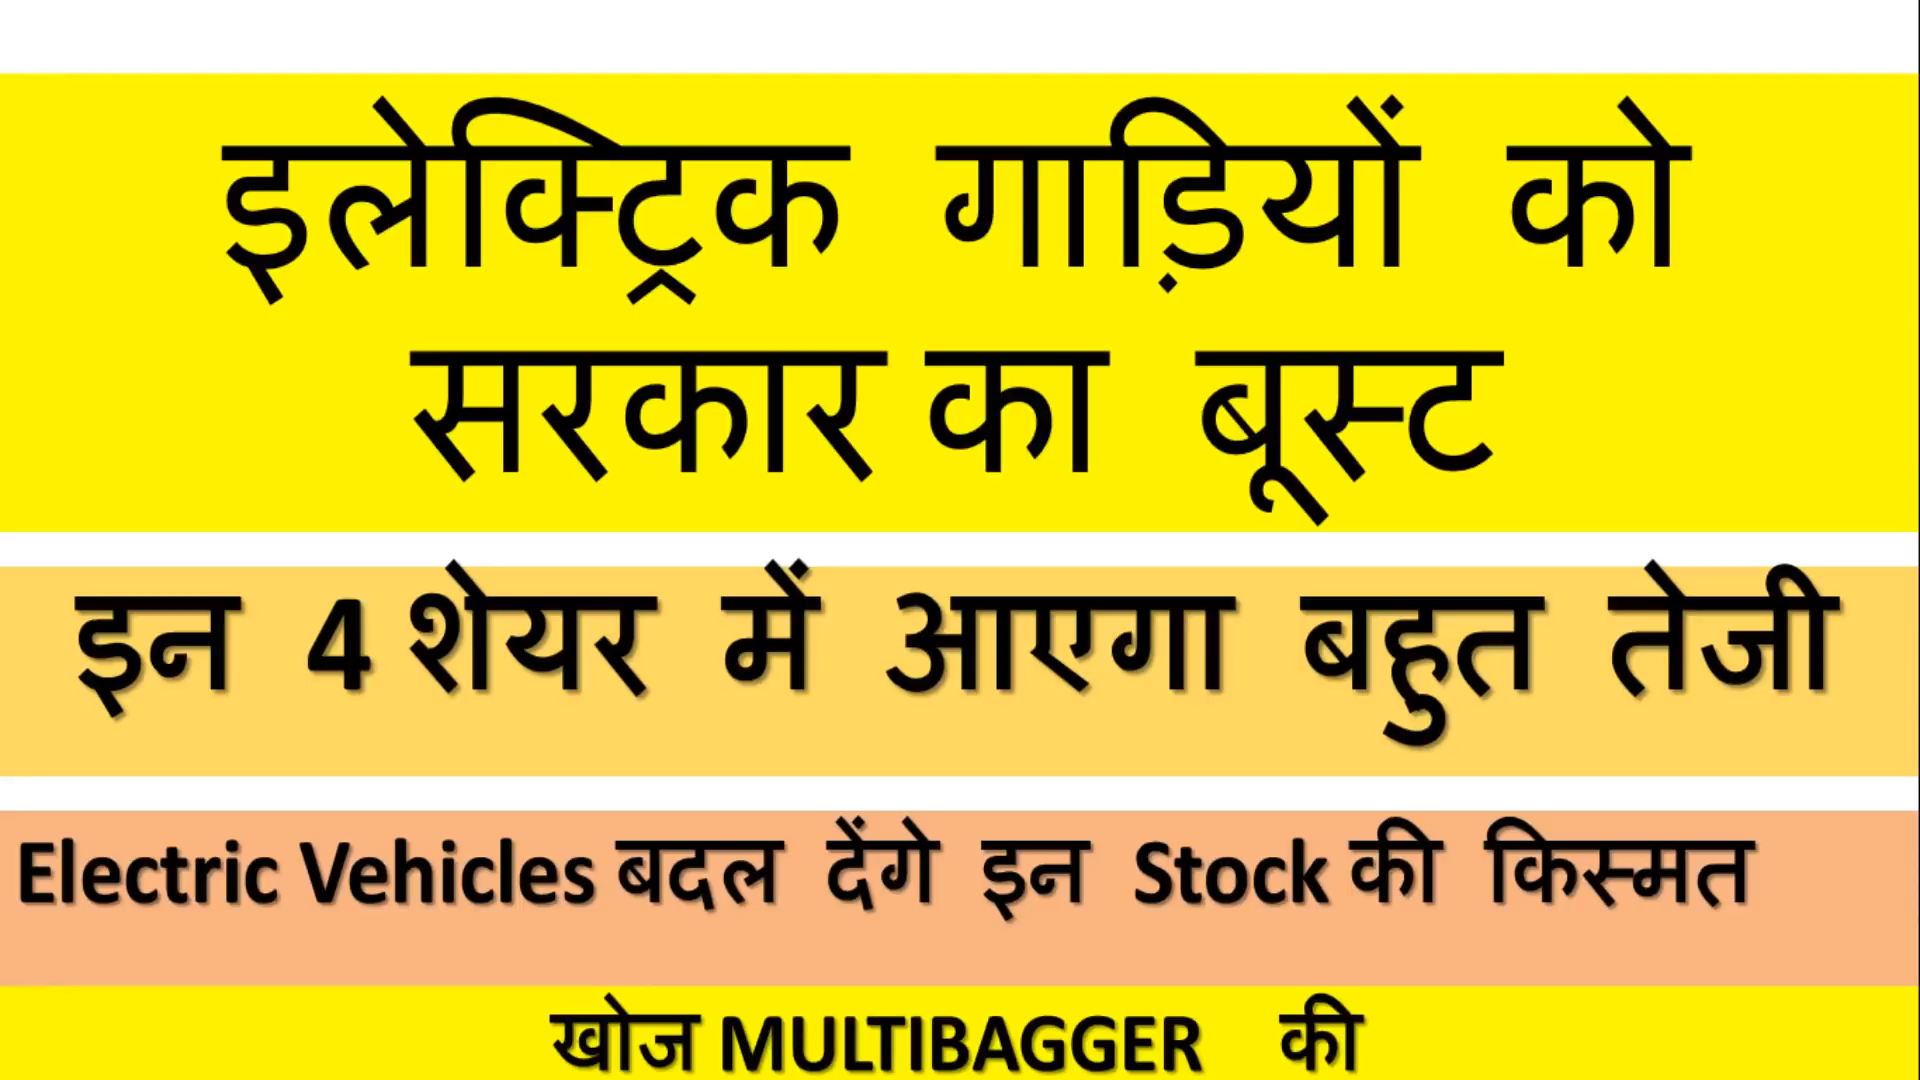 इलेक्ट्रिक गाड़ियों को
सरकार का बूस्ट
इन 4 शेयर में आएगा बहुत तेजी
Electric Vehicles बदल देंगे इन Stock की किस्मत
खोज MULTIBAGGER की